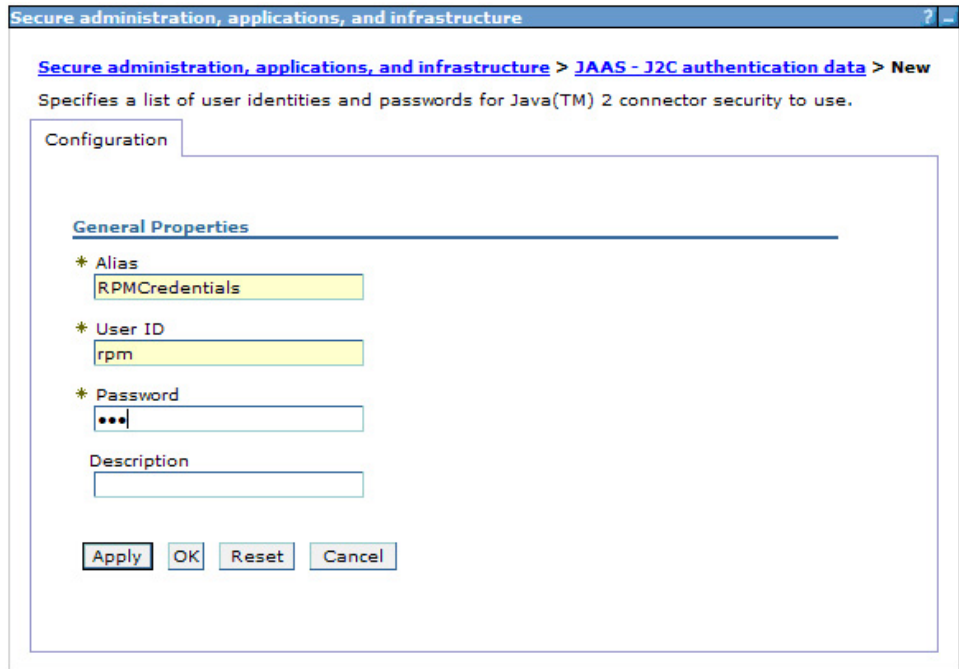 Secure administration, applications, and infrastructure ? -
Secure administration, applications, and infrastructure > JAAS - J2C authentication data > New
Specifies a list of user identities and passwords for Java(TM) 2 connector security to use.
Configuration
General Properties
* Alias
RPMCredentials
* User ID
rpm
* Password
•••
Description
Apply OK Reset Cancel